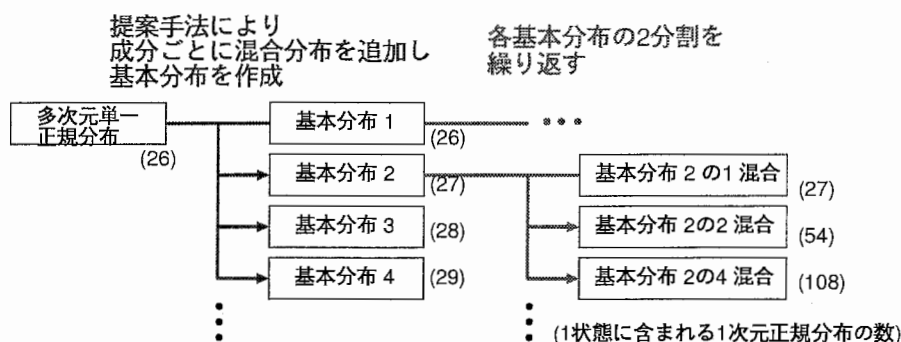 提案手法により
成分ごとに混合分布を追加し
基本分布を作成
各基本分布の2分割を
繰り返す
多次元単一
正規分布
(26)
基本分布 1
(26)
基本分布 2
(27)
基本分布 3
(28)
基本分布 4
(29)
基本分布 2 の1 混合
(27)
基本分布 2の2 混合
(54)
基本分布 2の4 混合
(108)
(1状態に含まれる1次元正規分布の数)